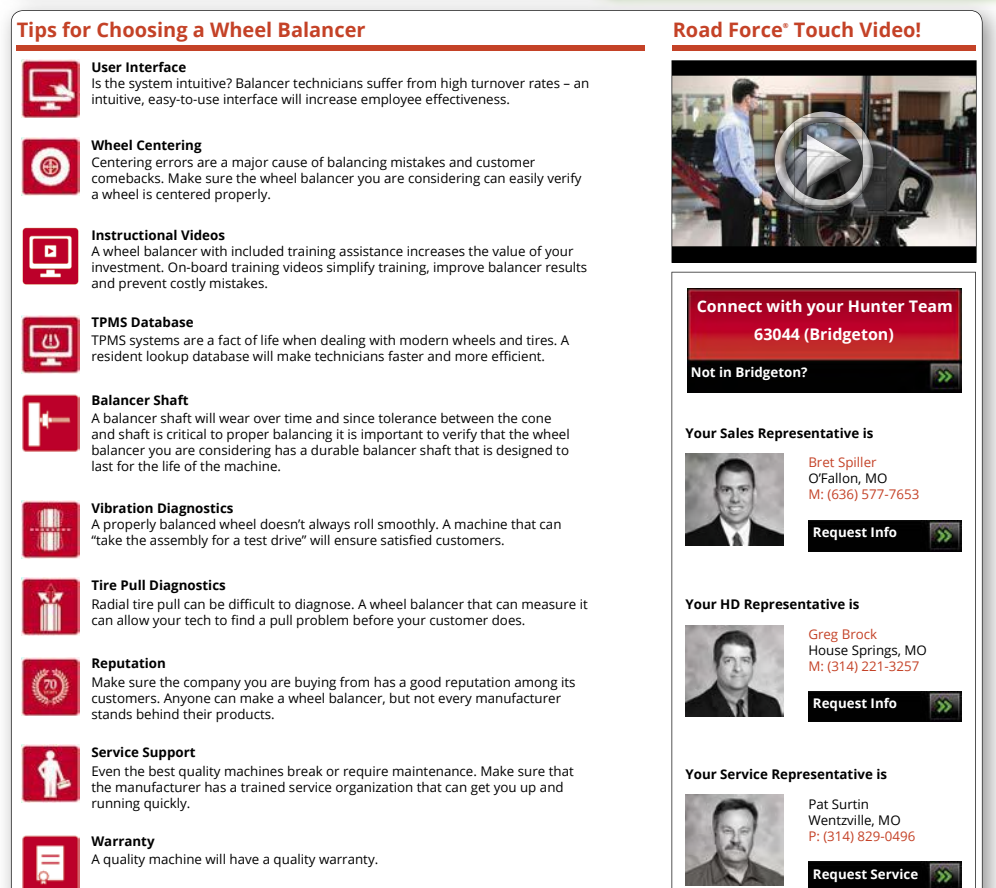 Tips for Choosing a Wheel Balancer
User Interface
Is the system intuitive? Balancer technicians suffer from high turnover rates – an
intuitive, easy-to-use interface will increase employee effectiveness.
Wheel Centering
Centering errors are a major cause of balancing mistakes and customer
comebacks. Make sure the wheel balancer you are considering can easily verify
a wheel is centered properly.
Instructional Videos
A wheel balancer with included training assistance increases the value of your
investment. On-board training videos simplify training, improve balancer results
and prevent costly mistakes.
TPMS Database
TPMS systems are a fact of life when dealing with modern wheels and tires. A
resident lookup database will make technicians faster and more efficient.
Balancer Shaft
A balancer shaft will wear over time and since tolerance between the cone
and shaft is critical to proper balancing it is important to verify that the wheel
balancer you are considering has a durable balancer shaft that is designed to
last for the life of the machine.
Vibration Diagnostics
A properly balanced wheel doesn’t always roll smoothly. A machine that can
“take the assembly for a test drive” will ensure satisfied customers.
Tire Pull Diagnostics
Radial tire pull can be difficult to diagnose. A wheel balancer that can measure it
can allow your tech to find a pull problem before your customer does.
70
Reputation
Make sure the company you are buying from has a good reputation among its
customers. Anyone can make a wheel balancer, but not every manufacturer
stands behind their products.
Service Support
Even the best quality machines break or require maintenance. Make sure that
the manufacturer has a trained service organization that can get you up and
running quickly.
Warranty
A quality machine will have a quality warranty.
Road Force® Touch Video!
Connect with your Hunter Team
63044 (Bridgeton)
Not in Bridgeton?
Your Sales Representative is
Bret Spiller
O’Fallon, MO
M: (636) 577-7653
Request Info
Your HD Representative is
Greg Brock
House Springs, MO
M: (314) 221-3257
Request Info
Your Service Representative is
Pat Surtin
Wentzville, MO
P: (314) 829-0496
Request Service